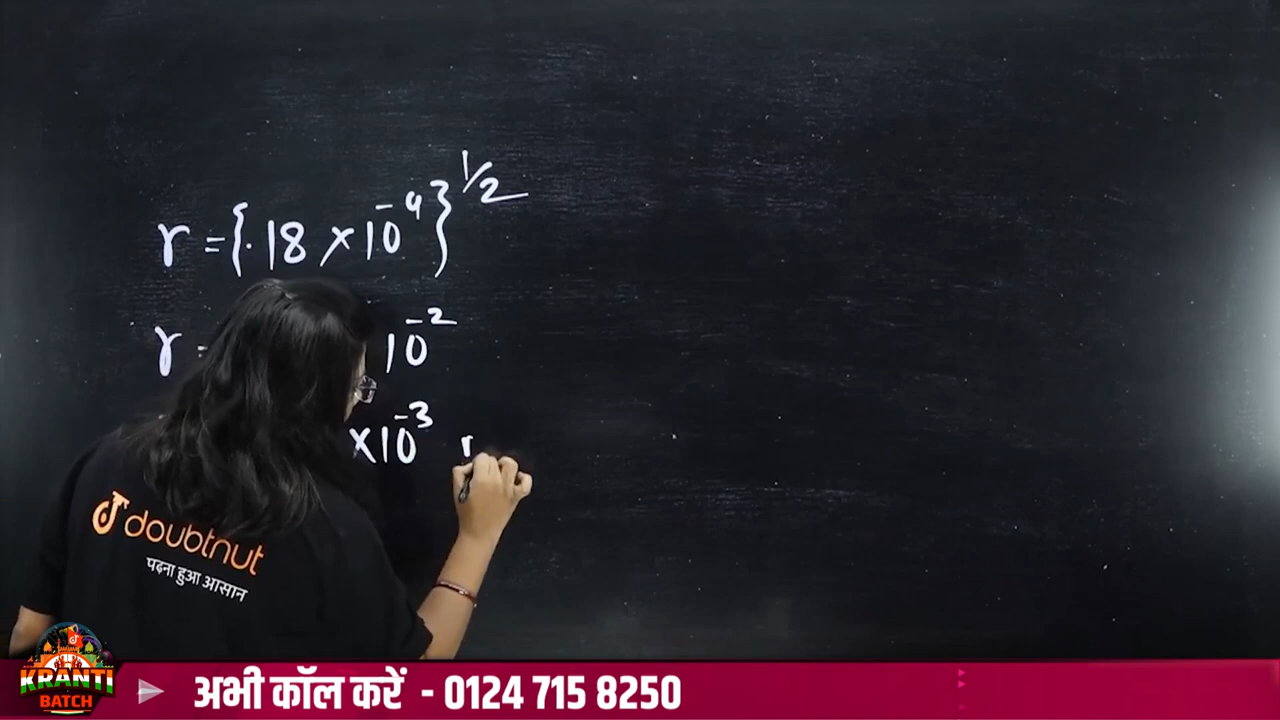 r = {.18 × 10⁻⁴}^1/2
r = 10⁻²
×10⁻³
doubtnut
पढ़ना हुआ आसान
KRANTI
BATCH
अभी कॉल करें - 0124 715 8250